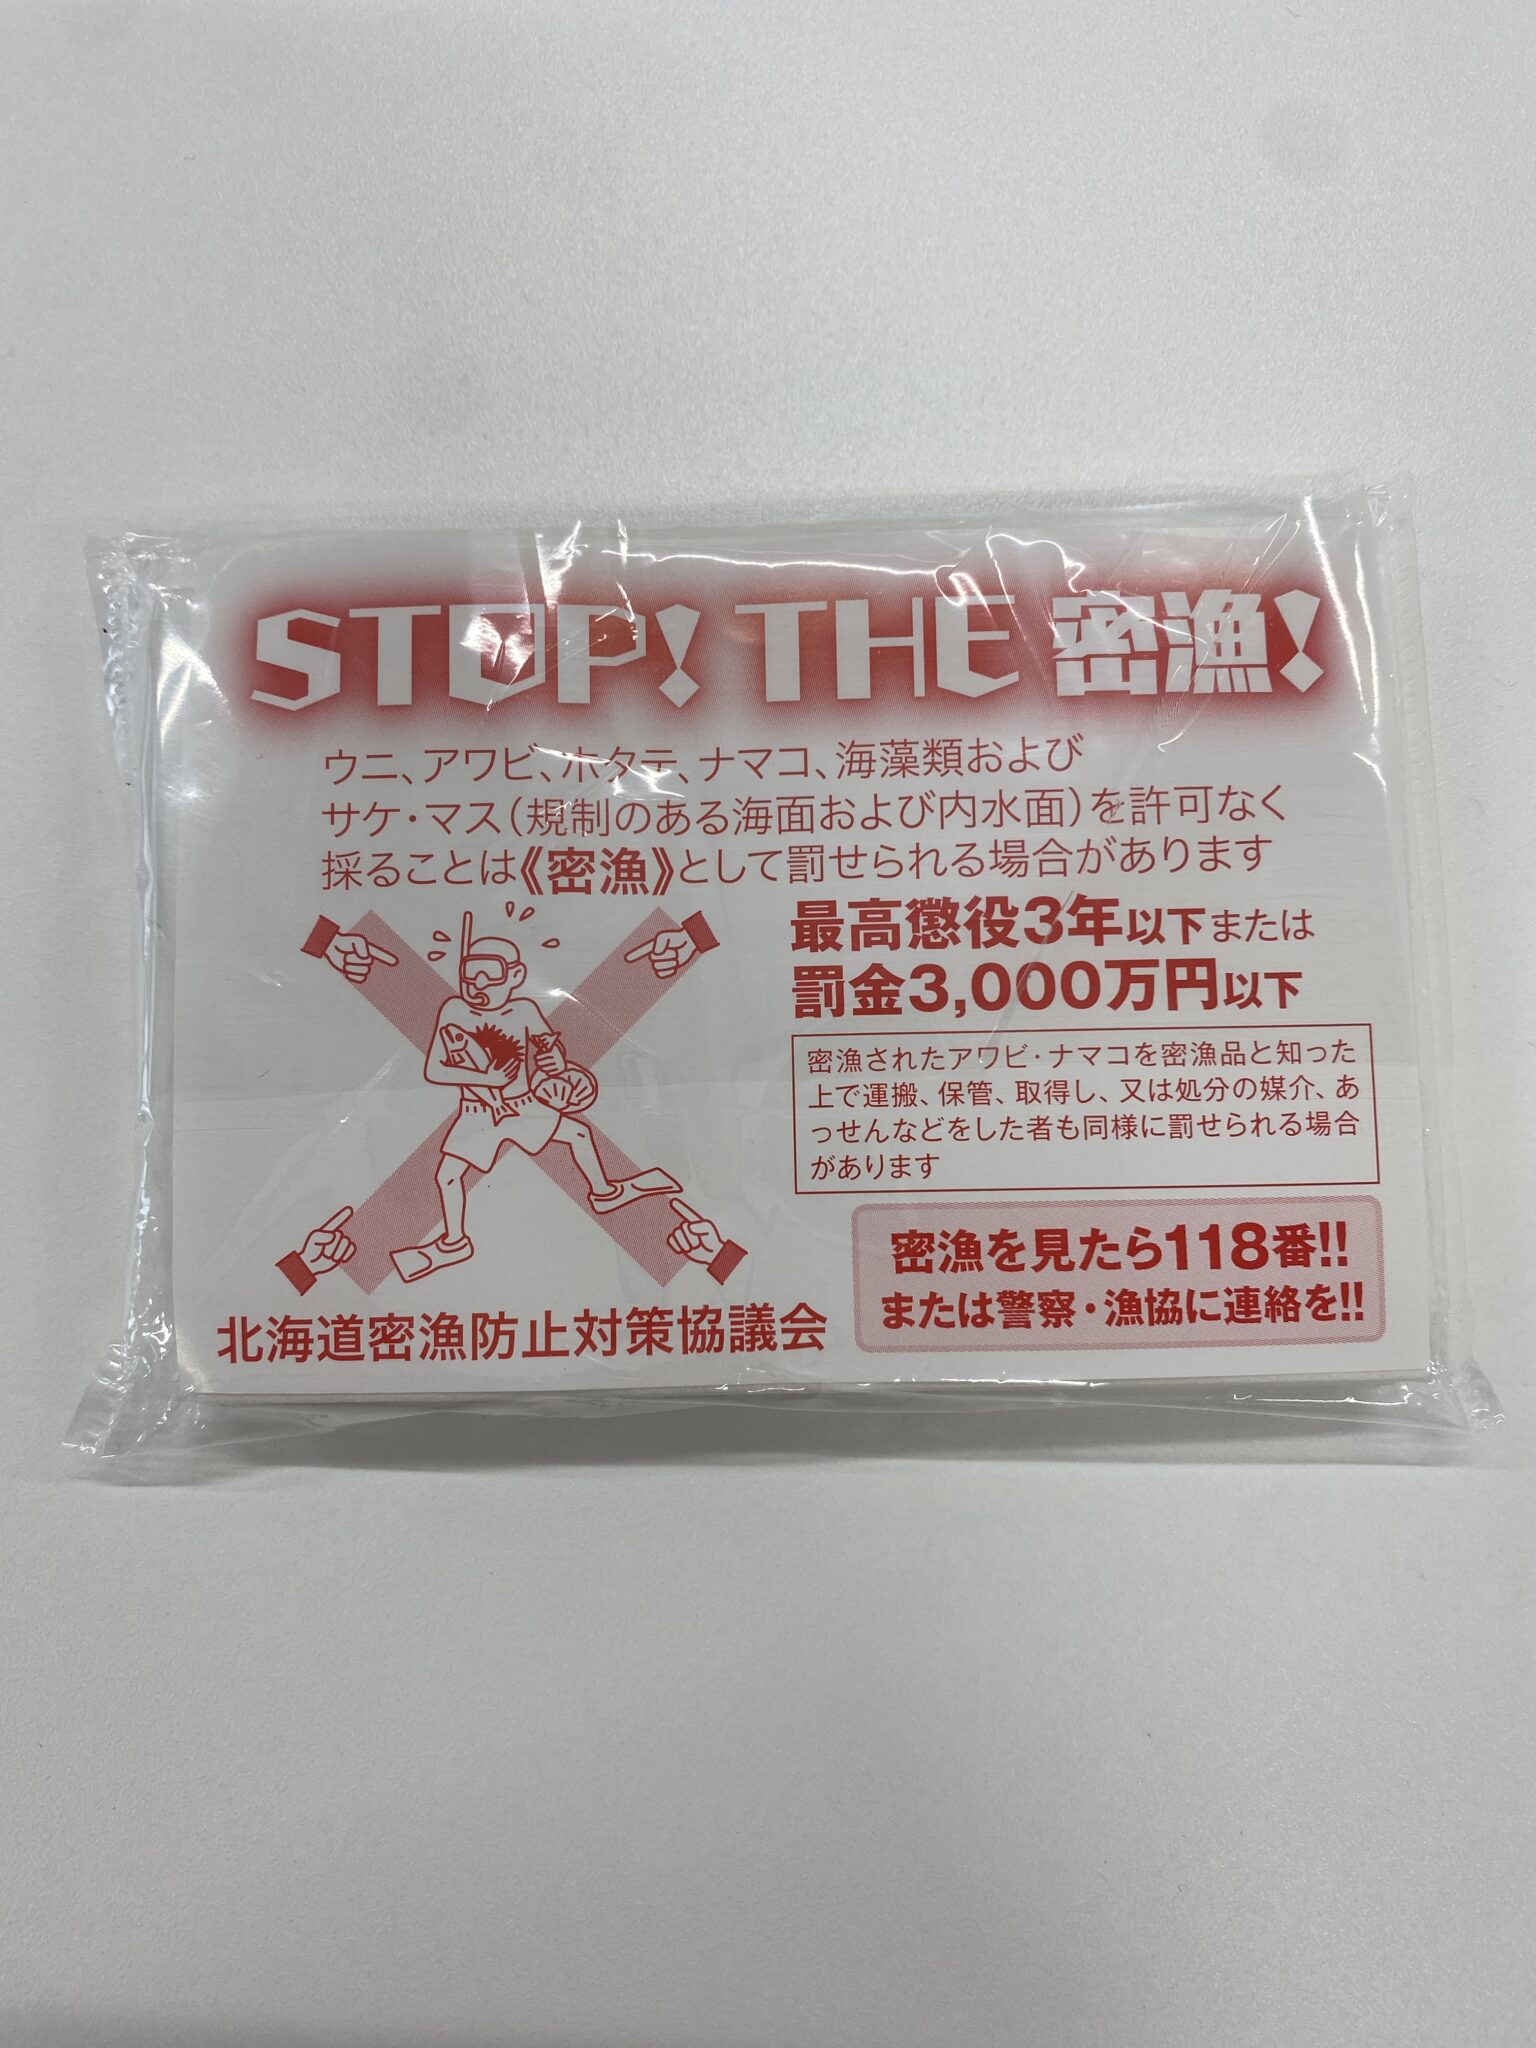 STOP! THE 密漁!
ウニ、アワビ、ホタテ、ナマコ、海藻類および
サケ・マス(規制のある海面および内水面)を許可なく
採ることは《密漁》として罰せられる場合があります
最高懲役3年以下または
罰金3,000万円以下
密漁されたアワビ・ナマコを密漁品と知った
上で運搬、保管、取得し、又は処分の媒介、あ
っせんなどをした者も同様に罰せられる場合
があります
密漁を見たら118番!!
または警察・漁協に連絡を!!
北海道密漁防止対策協議会